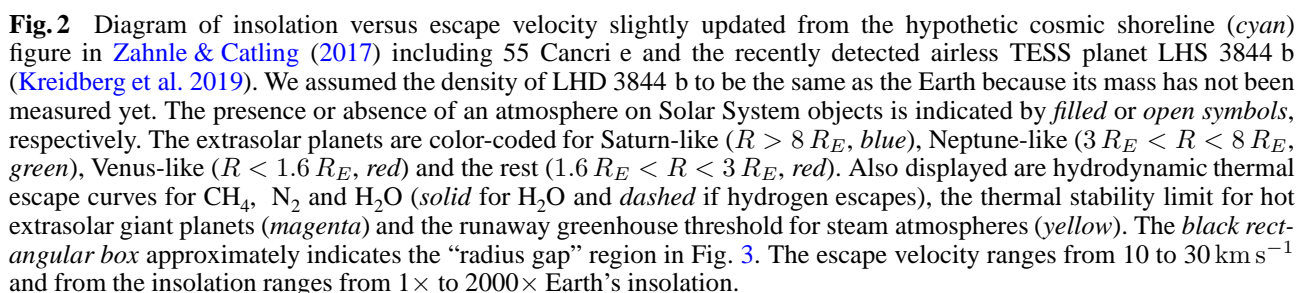 Fig. 2 Diagram of insolation versus escape velocity slightly updated from the hypothetic cosmic shoreline (cyan)
figure in Zahnle & Catling (2017) including 55 Cancri e and the recently detected airless TESS planet LHS 3844 b
(Kreidberg et al. 2019). We assumed the density of LHD 3844 b to be the same as the Earth because its mass has not been
measured yet. The presence or absence of an atmosphere on Solar System objects is indicated by filled or open symbols,
respectively. The extrasolar planets are color-coded for Saturn-like (R > 8 R_E, blue), Neptune-like (3 R_E < R < 8 R_E,
green), Venus-like (R < 1.6 R_E, red) and the rest (1.6 R_E < R < 3 R_E, red). Also displayed are hydrodynamic thermal
escape curves for CH₄, N₂ and H₂O (solid for H₂O and dashed if hydrogen escapes), the thermal stability limit for hot
extrasolar giant planets (magenta) and the runaway greenhouse threshold for steam atmospheres (yellow). The black rect-
angular box approximately indicates the “radius gap” region in Fig. 3. The escape velocity ranges from 10 to 30 km s⁻¹
and from the insolation ranges from 1× to 2000× Earth’s insolation.